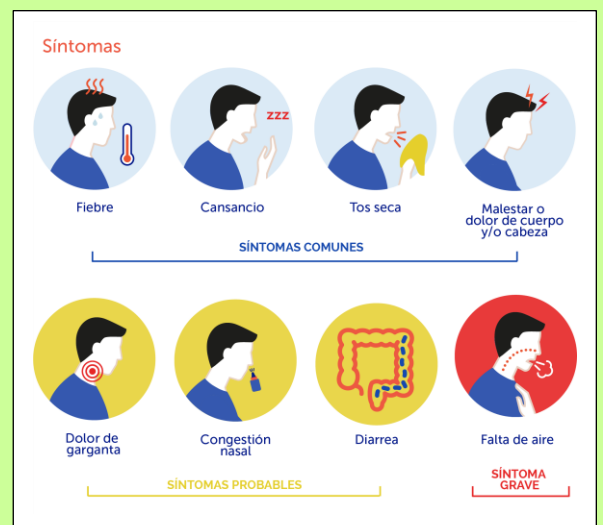 Síntomas
zzz
Fiebre
Cansancio
Tos seca
Malestar o
dolor de cuerpo
y/o cabeza
SÍNTOMAS COMUNES
Dolor de
garganta
Congestión
nasal
Diarrea
Falta de aire
SÍNTOMAS PROBABLES
SÍNTOMA
GRAVE